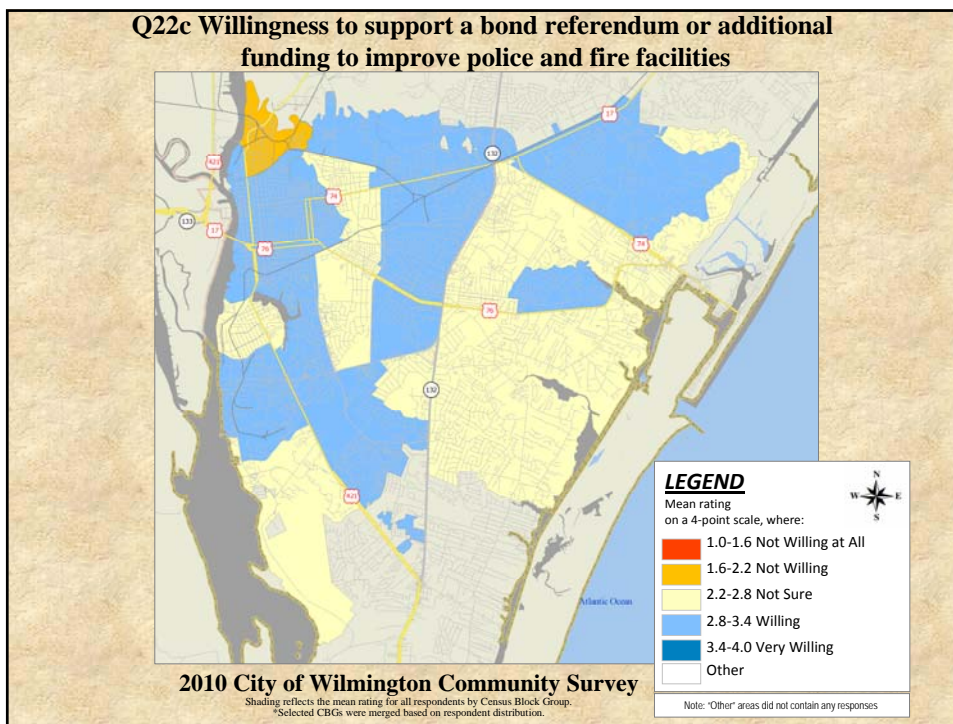 Q22c Willingness to support a bond referendum or additional
funding to improve police and fire facilities
17
132
421
74
133
17
76
74
76
132
421
Atlantic Ocean
LEGEND
Mean rating
on a 4-point scale, where:
1.0-1.6 Not Willing at All
1.6-2.2 Not Willing
2.2-2.8 Not Sure
2.8-3.4 Willing
3.4-4.0 Very Willing
Other
N
W E
S
2010 City of Wilmington Community Survey
Shading reflects the mean rating for all respondents by Census Block Group.
*Selected CBGs were merged based on respondent distribution.
Note: "Other" areas did not contain any responses